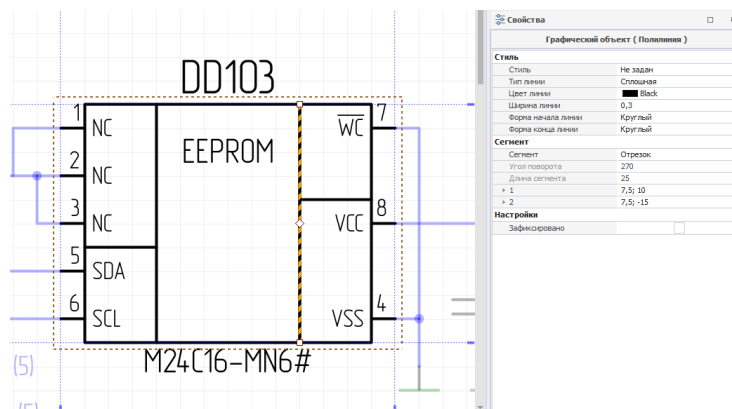 DD103
1
NC
EEPROM
WC
7
2
NC
3
NC
VCC
8
5
SDA
6
SCL
VSS
4
M24C16-MN6#
(5)
(5)
Свойства
Графический объект ( Полилиния )
Стиль
Стиль Не задан
Тип линии Сплошная
Цвет линии Black
Ширина линии 0,3
Форма начала линии Круглый
Форма конца линии Круглый
Сегмент
Сегмент Отрезок
Угол поворота 270
Длина сегмента 25
1 7,5; 10
2 7,5; -15
Настройки
Зафиксировано